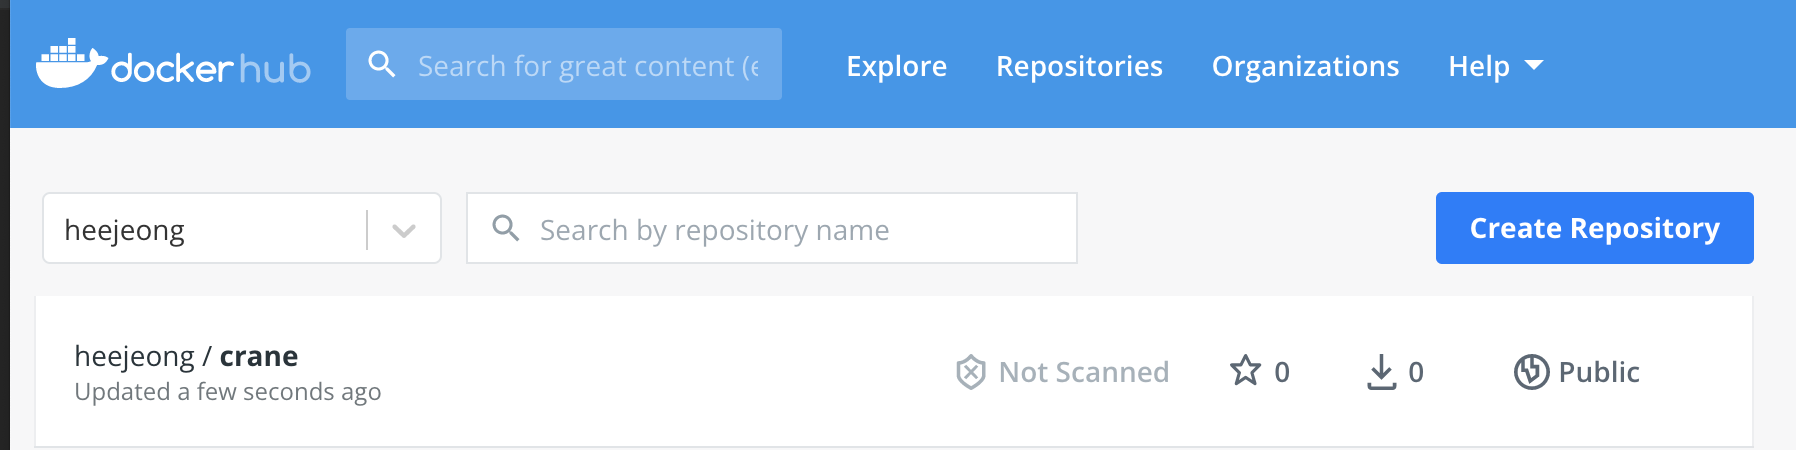 docker hub
Search for great content (e
Explore
Repositories
Organizations
Help
heejeong
Search by repository name
Create Repository
heejeong / crane
Updated a few seconds ago
Not Scanned
0
0
Public